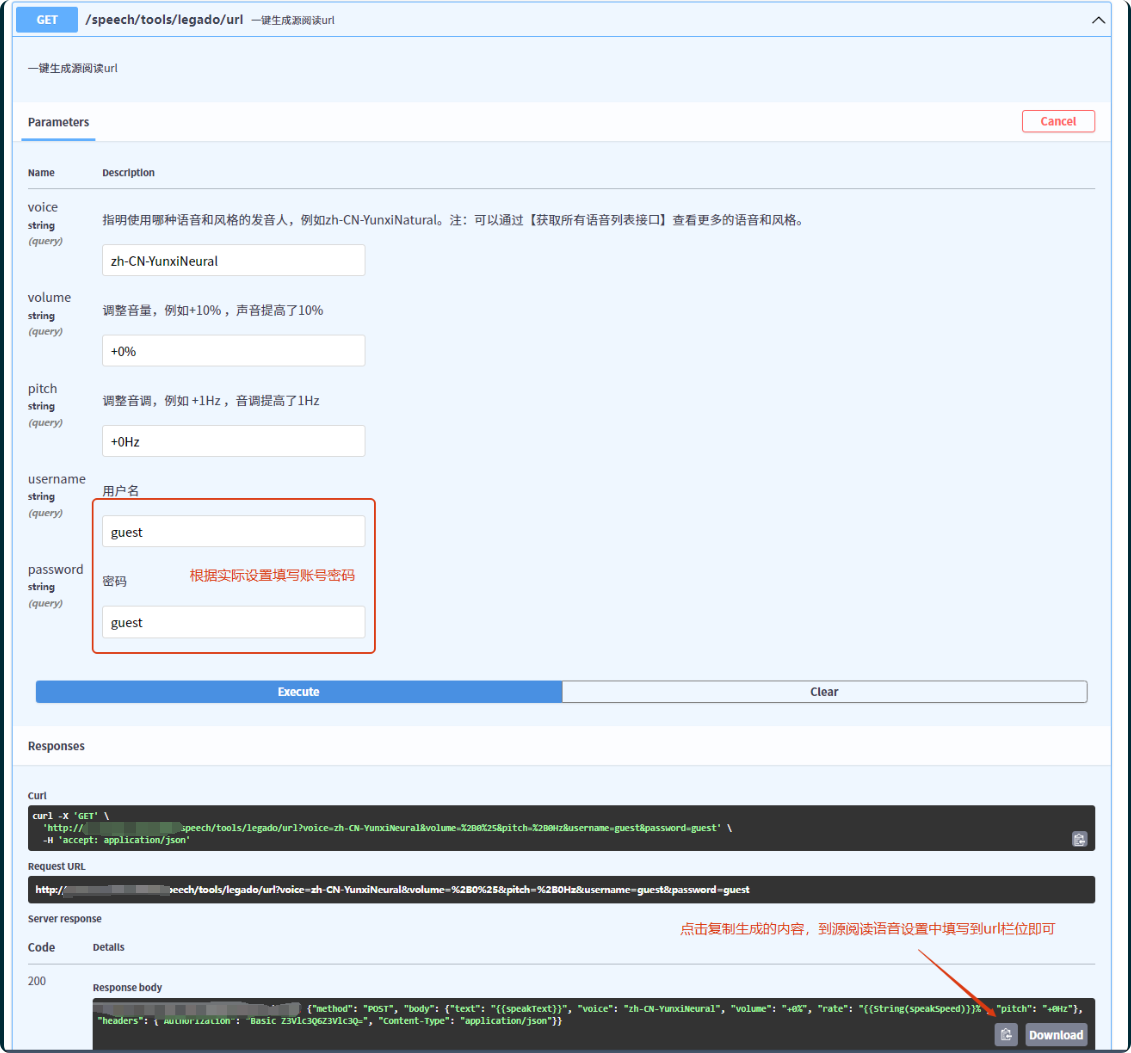 GET /speech/tools/legado/url 一键生成源阅读url
一键生成源阅读url
Parameters
Cancel
Name Description
voice
string
(query)
指明使用哪种语音和风格的发音人，例如zh-CN-YunxiNatural。注：可以通过【获取所有语音列表接口】查看更多的语音和风格。
zh-CN-YunxiNeural
volume
string
(query)
调整音量，例如+10% ，声音提高了10%
+0%
pitch
string
(query)
调整音调，例如 +1Hz ，音调提高了1Hz
+0Hz
username
string
(query)
用户名
guest
password
string
(query)
密码
根据实际设置填写账号密码
guest
Execute
Clear
Responses
Curl
curl -X 'GET' \
'http://speech/tools/legado/url?voice=zh-CN-YunxiNeural&volume=%2B0%25&pitch=%2B0Hz&username=guest&password=guest' \
-H 'accept: application/json'
Request URL
http://peech/tools/legado/url?voice=zh-CN-YunxiNeural&volume=%2B0%25&pitch=%2B0Hz&username=guest&password=guest
Server response
点击复制生成的内容，到源阅读语音设置中填写到url栏位即可
Code Details
200
Response body
{"method": "POST", "body": {"text": "{{speakText}}", "voice": "zh-CN-YunxiNeural", "volume": "+0%", "rate": "{{String(speakSpeed)}}% "pitch": "+0Hz"},
"headers": { Authorization": "Basic Z3Vlc3Q6Z3Vlc3Q=", "Content-Type": "application/json"}}
Download